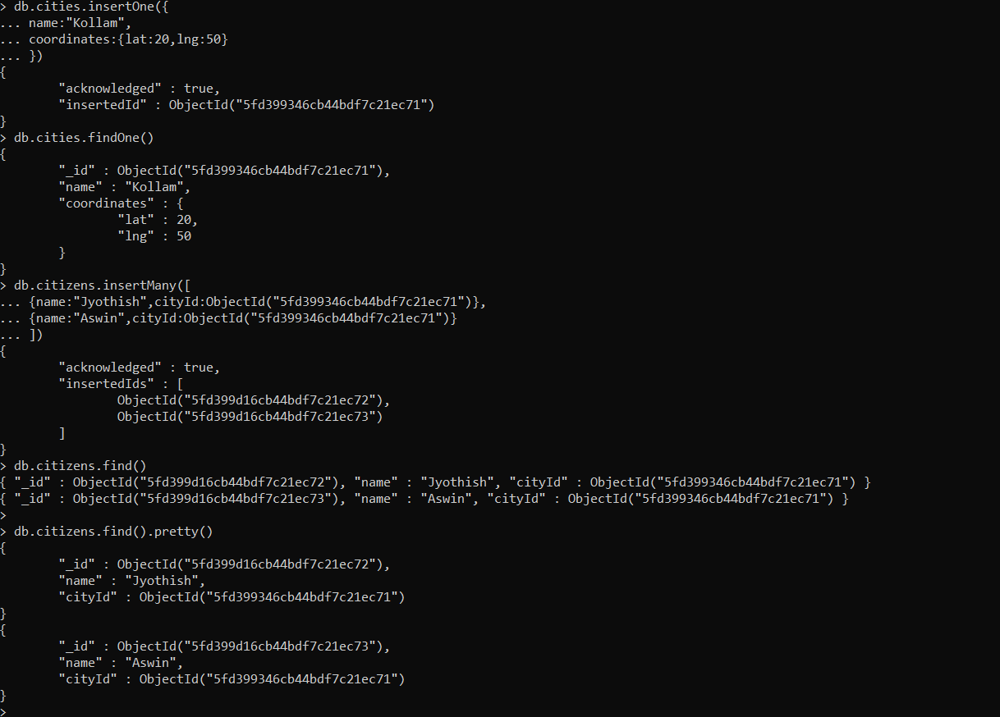 > db.cities.insertOne({
... name:"Kollam",
... coordinates:{lat:20,lng:50}
... })
{
        "acknowledged" : true,
        "insertedId" : ObjectId("5fd399346cb44bdf7c21ec71")
}
> db.cities.findOne()
{
        "_id" : ObjectId("5fd399346cb44bdf7c21ec71"),
        "name" : "Kollam",
        "coordinates" : {
                "lat" : 20,
                "lng" : 50
        }
}
> db.citizens.insertMany([
... {name:"Jyothish",cityId:ObjectId("5fd399346cb44bdf7c21ec71")},
... {name:"Aswin",cityId:ObjectId("5fd399346cb44bdf7c21ec71")}
... ])
{
        "acknowledged" : true,
        "insertedIds" : [
                ObjectId("5fd399d16cb44bdf7c21ec72"),
                ObjectId("5fd399d16cb44bdf7c21ec73")
        ]
}
> db.citizens.find()
{ "_id" : ObjectId("5fd399d16cb44bdf7c21ec72"), "name" : "Jyothish", "cityId" : ObjectId("5fd399346cb44bdf7c21ec71") }
{ "_id" : ObjectId("5fd399d16cb44bdf7c21ec73"), "name" : "Aswin", "cityId" : ObjectId("5fd399346cb44bdf7c21ec71") }
>
> db.citizens.find().pretty()
{
        "_id" : ObjectId("5fd399d16cb44bdf7c21ec72"),
        "name" : "Jyothish",
        "cityId" : ObjectId("5fd399346cb44bdf7c21ec71")
}
{
        "_id" : ObjectId("5fd399d16cb44bdf7c21ec73"),
        "name" : "Aswin",
        "cityId" : ObjectId("5fd399346cb44bdf7c21ec71")
}
>